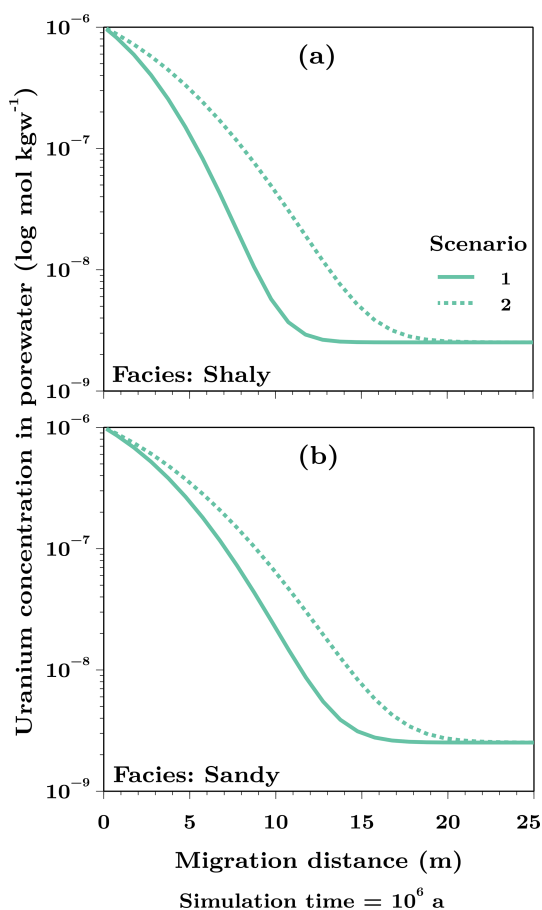 Uranium concentration in porewater (log mol kgw⁻¹)
10⁻⁶
(a)
10⁻⁷
Scenario
10⁻⁸
1
2
Facies: Shaly
10⁻⁹
10⁻⁶
(b)
10⁻⁷
10⁻⁸
Facies: Sandy
10⁻⁹
0 5 10 15 20 25
Migration distance (m)
Simulation time = 10⁶ a